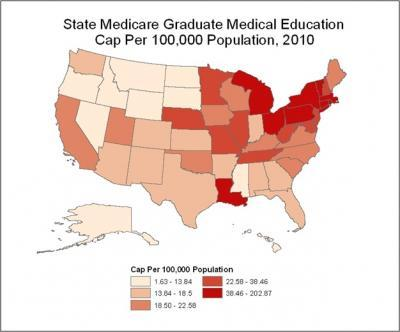 State Medicare Graduate Medical Education
Cap Per 100,000 Population, 2010
Cap Per 100,000 Population
1.63 - 13.84
13.84 - 18.5
18.50 - 22.58
22.58 - 38.46
38.46 - 202.87